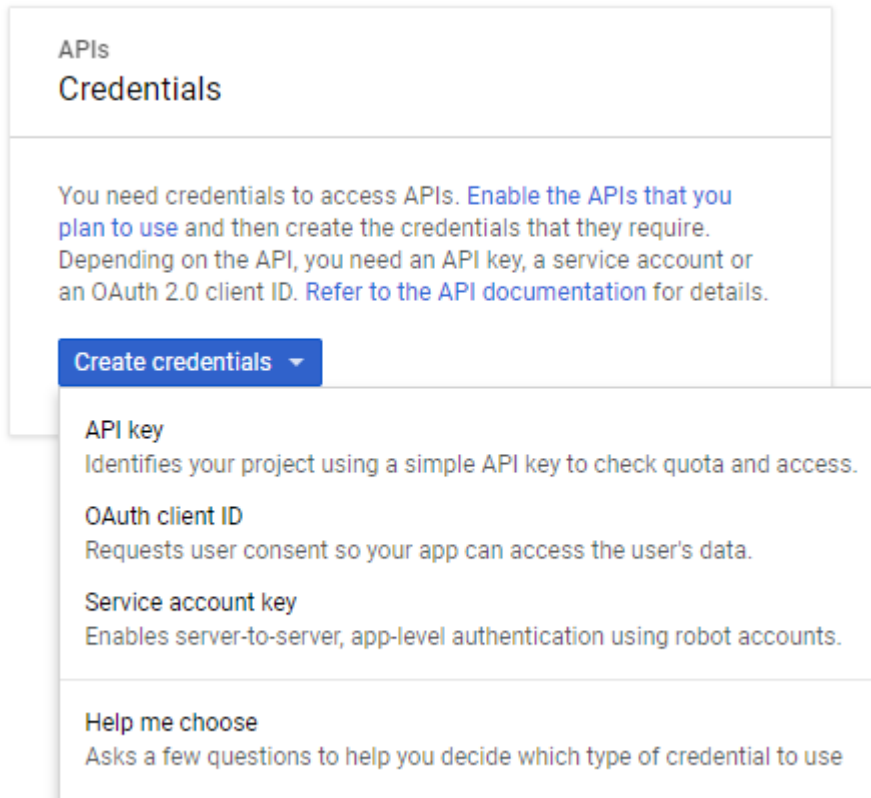 APIs
Credentials
You need credentials to access APIs. Enable the APIs that you
plan to use and then create the credentials that they require.
Depending on the API, you need an API key, a service account or
an OAuth 2.0 client ID. Refer to the API documentation for details.
Create credentials
API key
Identifies your project using a simple API key to check quota and access.
OAuth client ID
Requests user consent so your app can access the user's data.
Service account key
Enables server-to-server, app-level authentication using robot accounts.
Help me choose
Asks a few questions to help you decide which type of credential to use